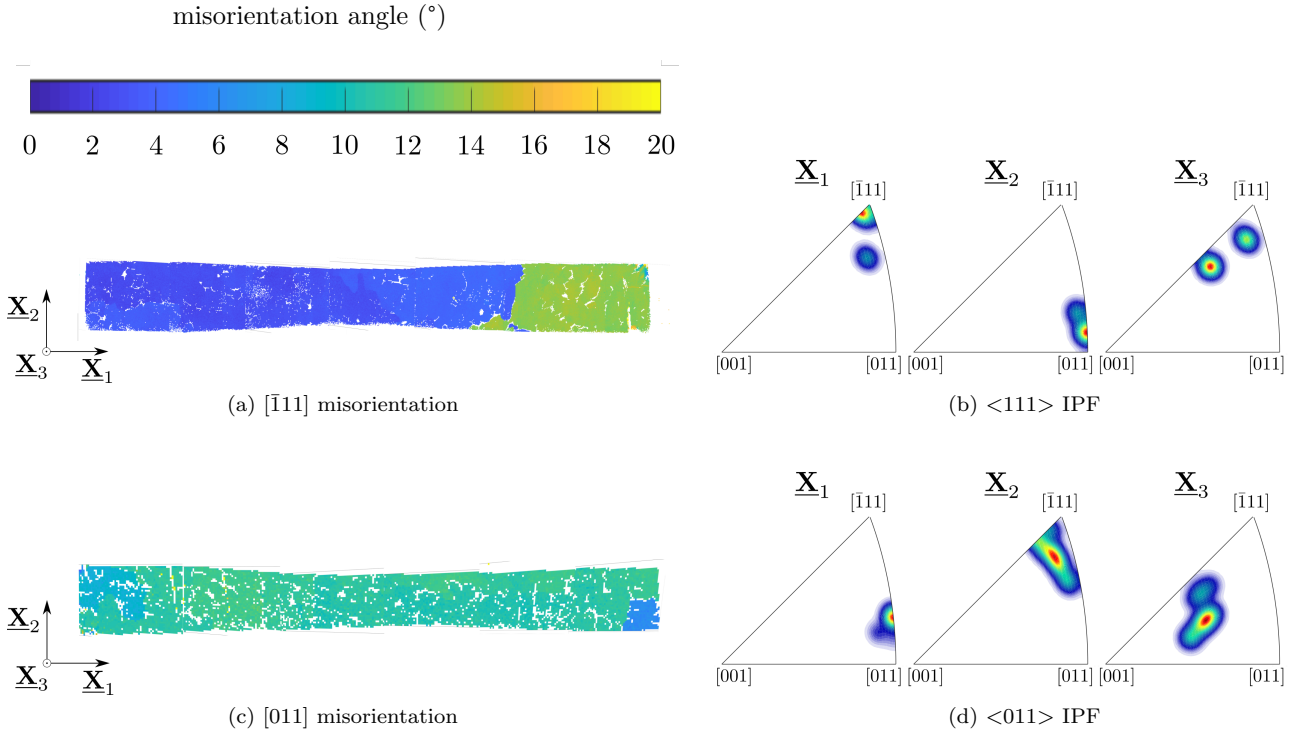 misorientation angle (°)
0 2 4 6 8 10 12 14 16 18 20
X₂
X₃
X₁
(a) [1̄11] misorientation
X₁
X₂
X₃
[1̄11]
[1̄11]
[1̄11]
[001]
[011]
[001]
[011]
[001]
[011]
(b) <111> IPF
X₂
X₃
X₁
(c) [011] misorientation
X₁
X₂
X₃
[1̄11]
[1̄11]
[1̄11]
[001]
[011]
[001]
[011]
[001]
[011]
(d) <011> IPF